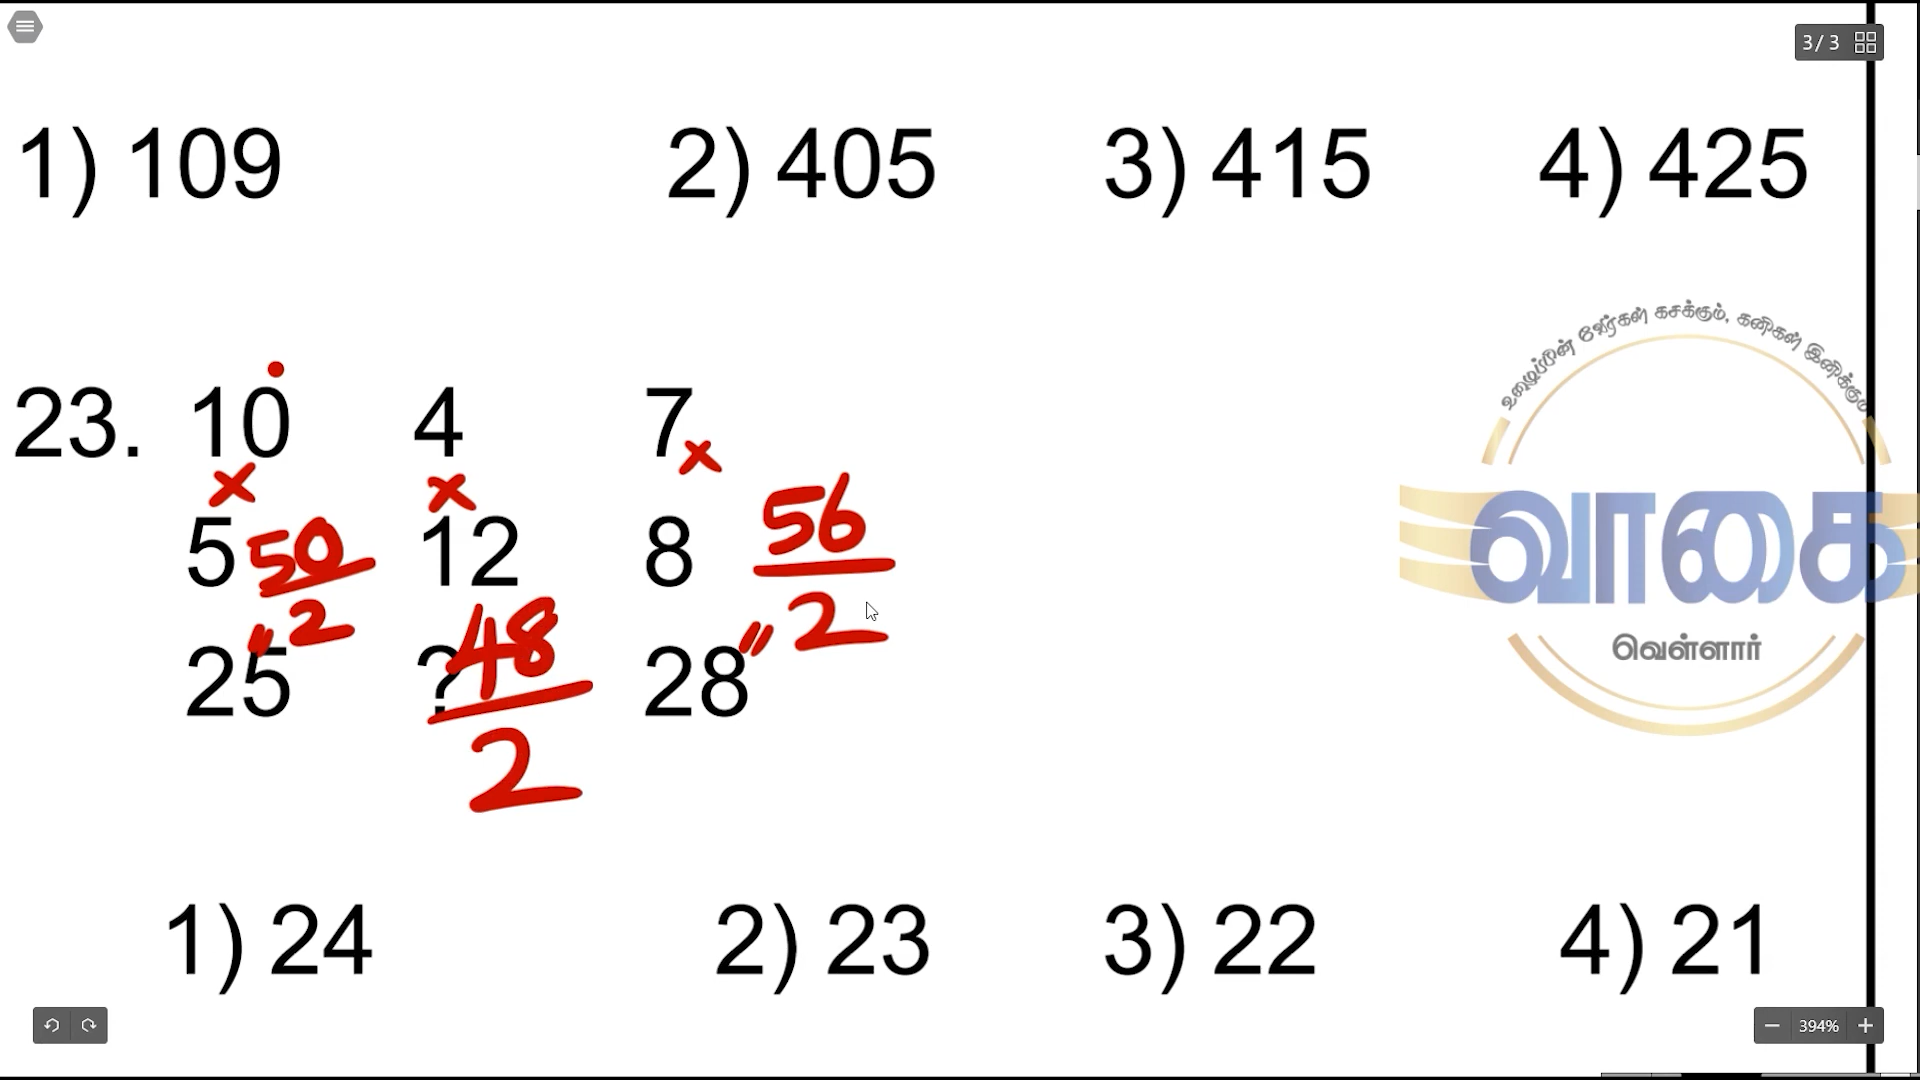 3 / 3
1) 109 2) 405 3) 415 4) 425
உழைப்பின் வேர்கள் கசக்கும், கனிகள் இனிக்கும்
23. 10 4 7
× × ×
5 50/2 12 8 56/2
வாகை
வெள்ளார்
25 " ? 48/2 28 "
1) 24 2) 23 3) 22 4) 21
394%